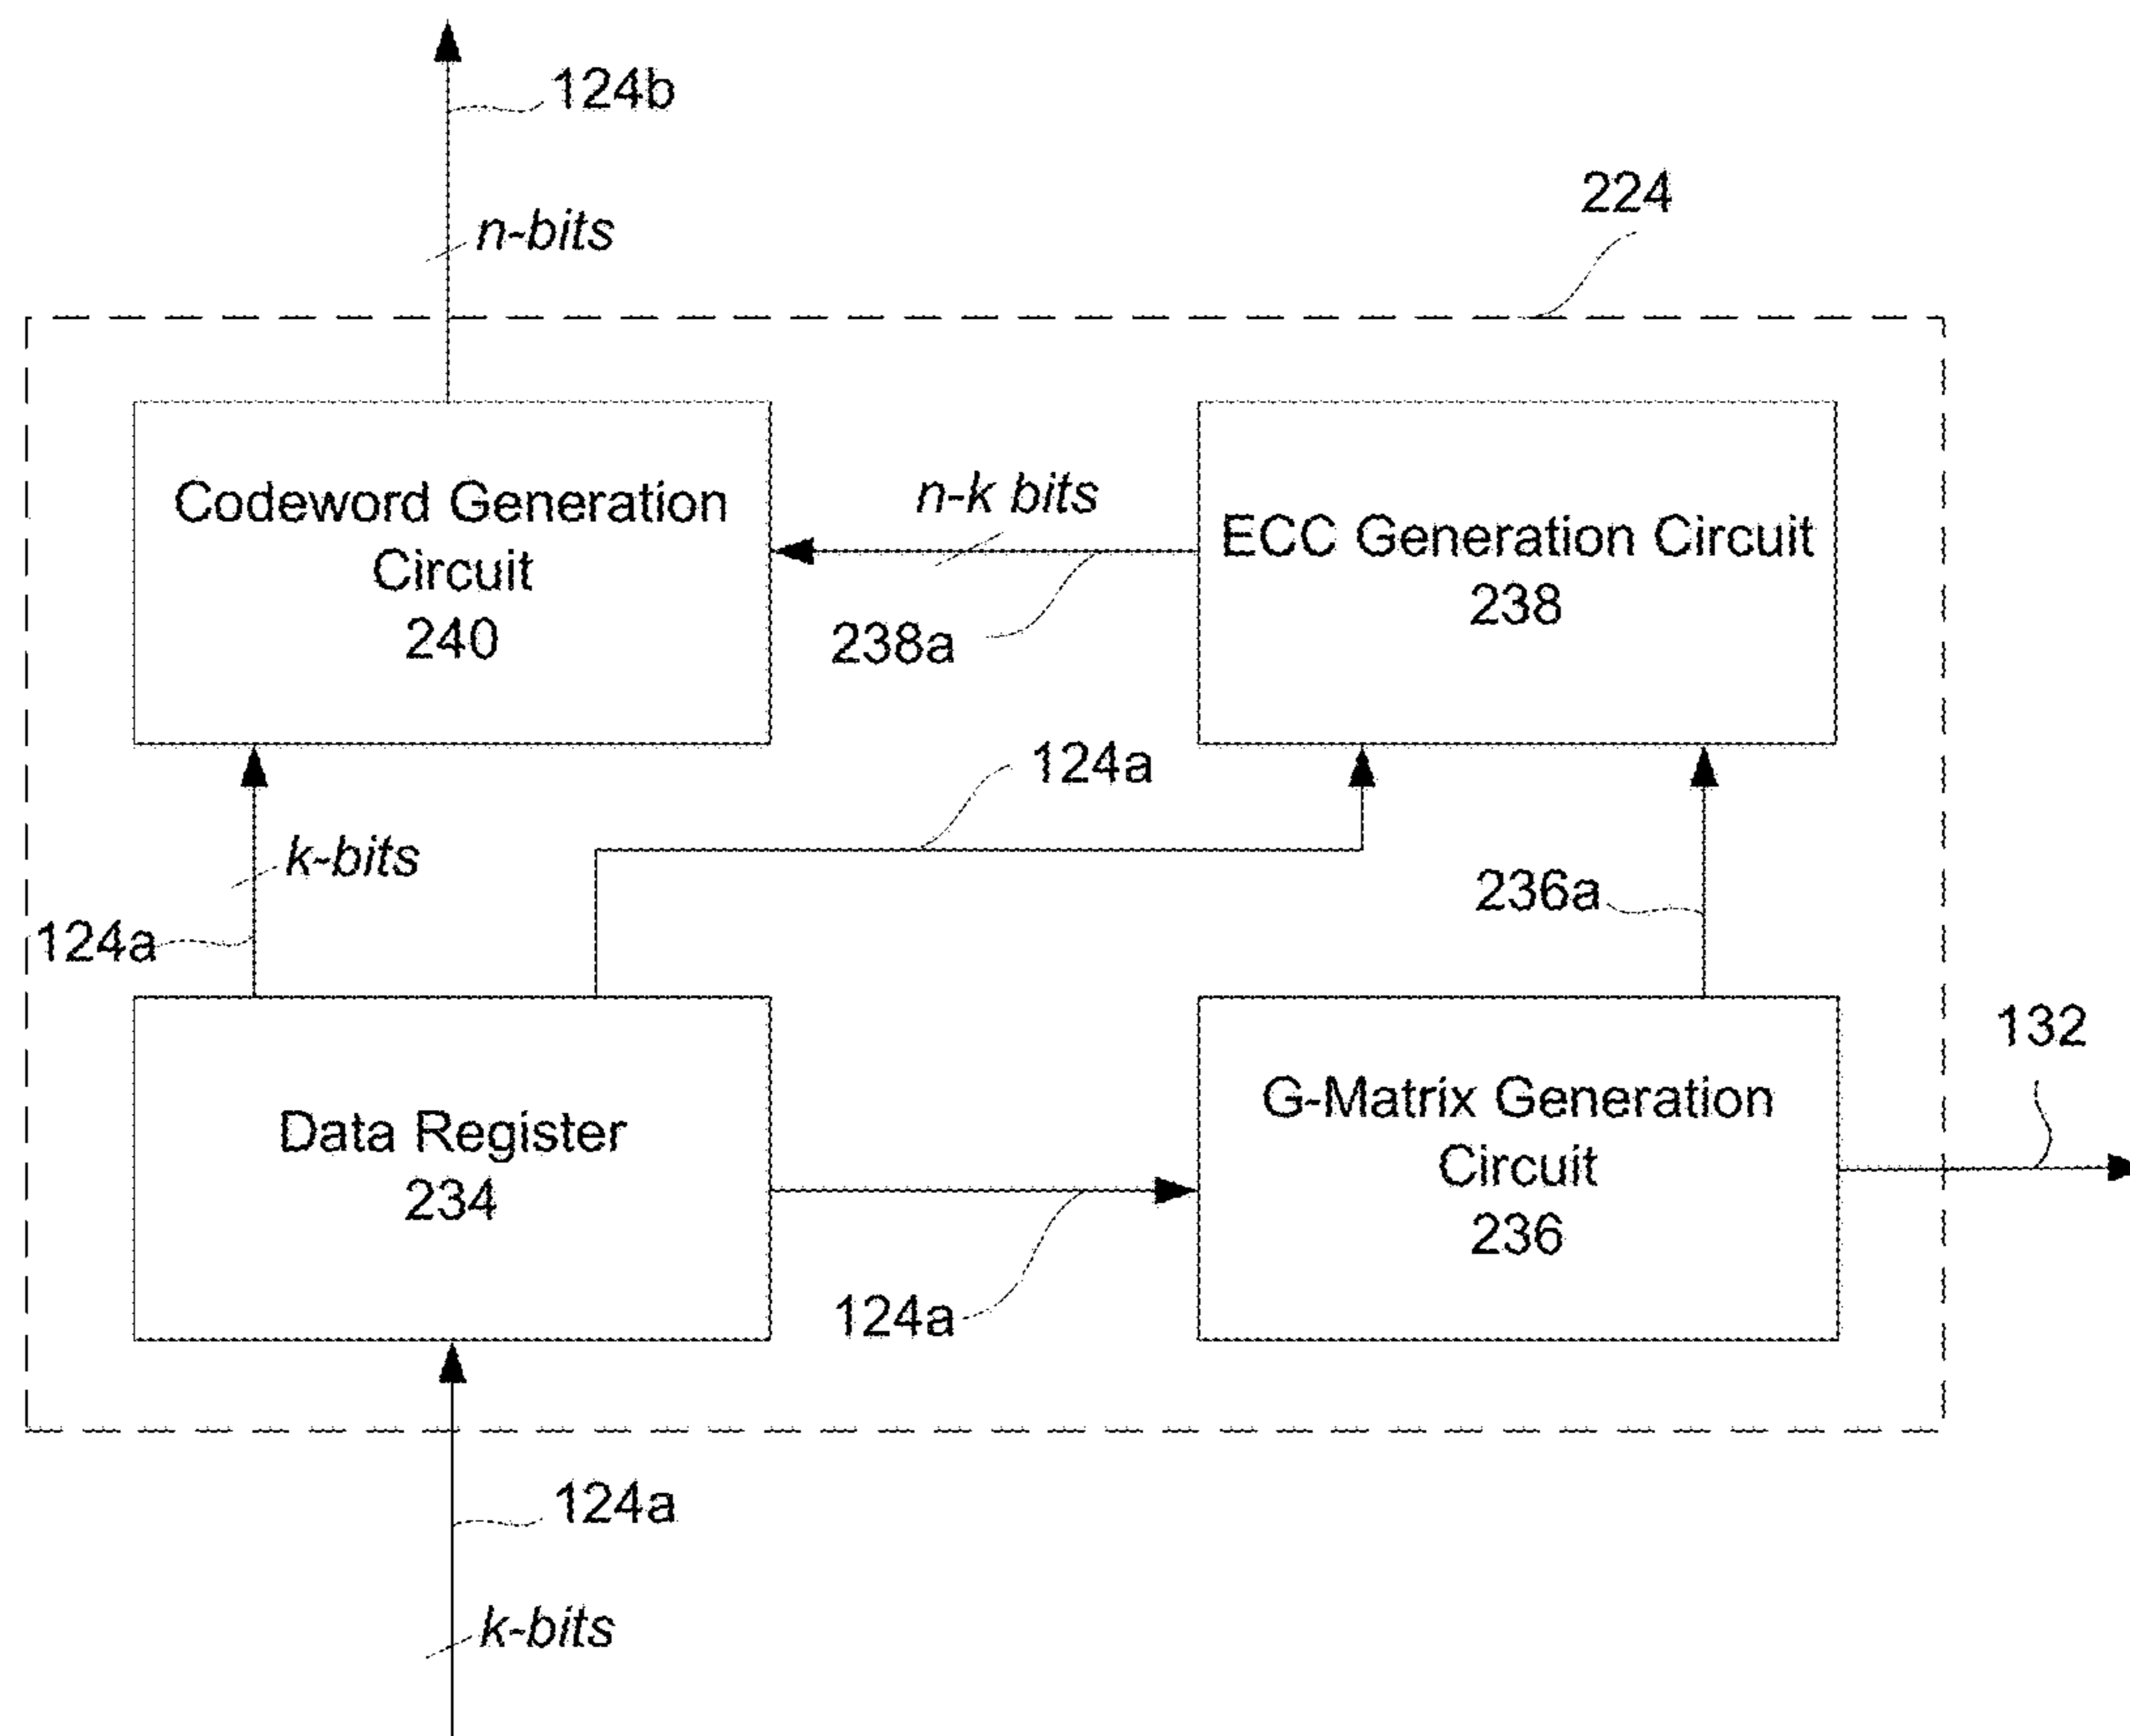 124b
n-bits
224
Codeword Generation
Circuit
240
n-k bits
238a
ECC Generation Circuit
238
124a
k-bits
124a
236a
Data Register
234
124a
G-Matrix Generation
Circuit
236
132
124a
k-bits